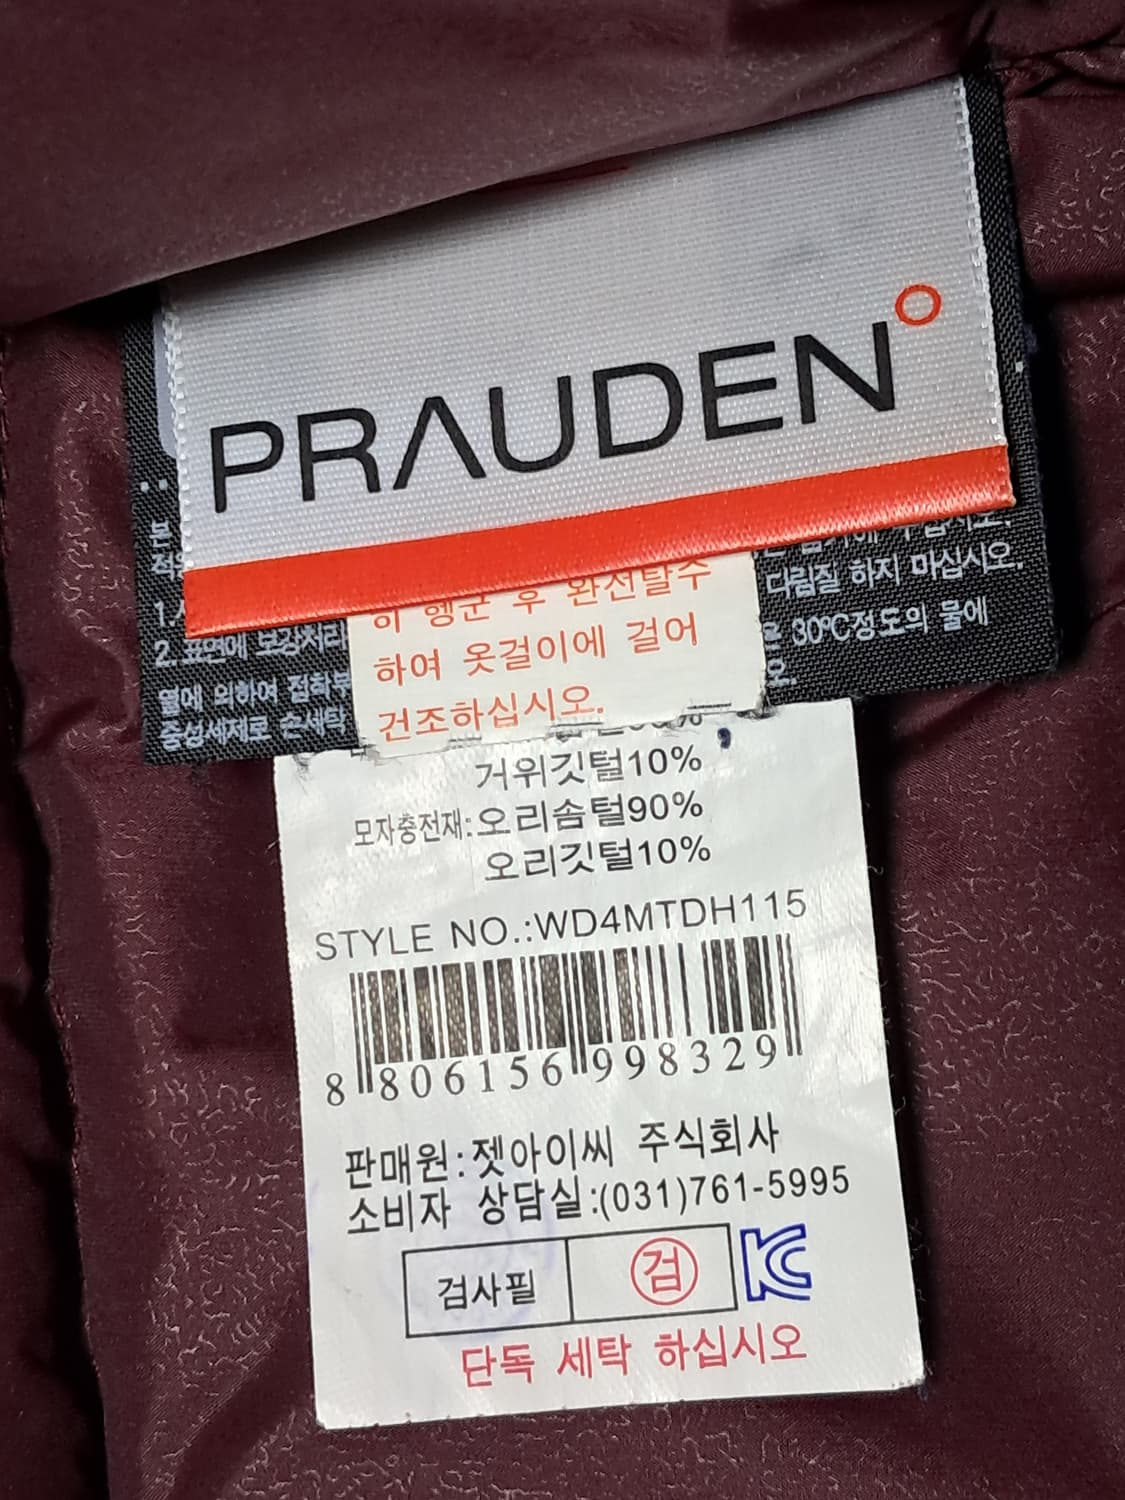 PRAUDEN
다림질 하지 마십시오.
2. 표면에 보강처리
30℃정도의 물에
열에 의하여 접착부
중성세제로 손세탁
히 헹군 후 완전탈수
하여 옷걸이에 걸어
건조하십시오.
거위깃털10%
모자충전재:오리솜털90%
오리깃털10%
STYLE NO.:WD4MTDH115
8 806156 998329
판매원:젯아이씨 주식회사
소비자 상담실:(031)761-5995
검사필 검 KC
단독 세탁 하십시오